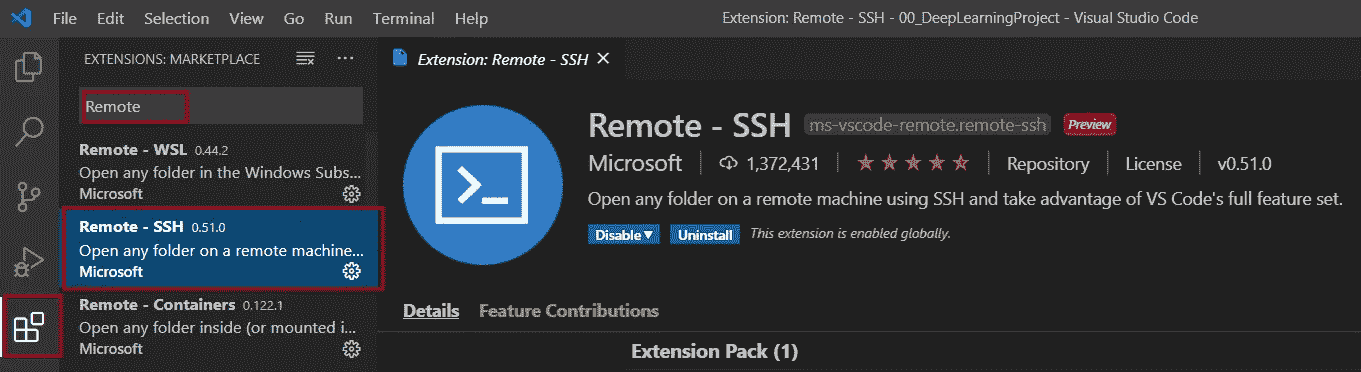 File Edit Selection View Go Run Terminal Help
Extension: Remote - SSH - 00_DeepLearningProject - Visual Studio Code
EXTENSIONS: MARKETPLACE
Remote
Remote - WSL 0.44.2
Open any folder in the Windows Subs...
Microsoft
Remote - SSH 0.51.0
Open any folder on a remote machine...
Microsoft
Remote - Containers 0.122.1
Open any folder inside (or mounted i...
Microsoft
Extension: Remote - SSH
Remote - SSH ms-vscode-remote.remote-ssh Preview
Microsoft 1,372,431 Repository License v0.51.0
Open any folder on a remote machine using SSH and take advantage of VS Code's full feature set.
Disable Uninstall This extension is enabled globally.
Details Feature Contributions
Extension Pack (1)